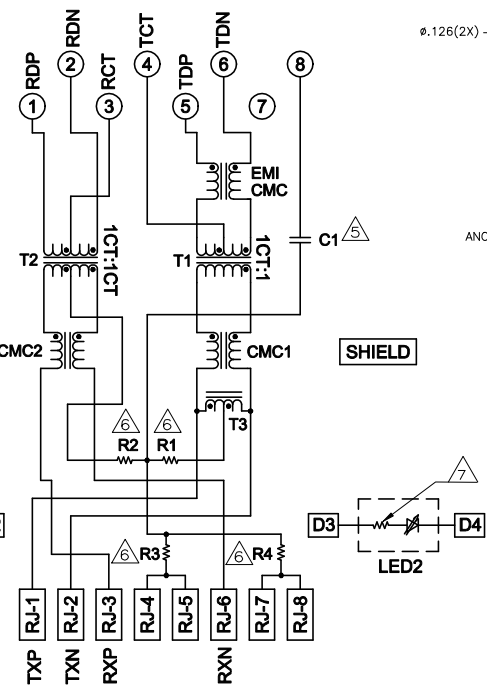 RDP
RDN
RCT
TCT
TDP
TDN
ø.126(2X)
1
2
3
4
5
6
7
8
EMI
CMC
T2
1CT:1CT
T1
1CT:1
C1
5
ANO
CMC2
CMC1
SHIELD
T3
6
R2
6
R1
7
D3
D4
LED2
6
R3
6
R4
RJ-1
RJ-2
RJ-3
RJ-4
RJ-5
RJ-6
RJ-7
RJ-8
TXP
TXN
RXP
RXN